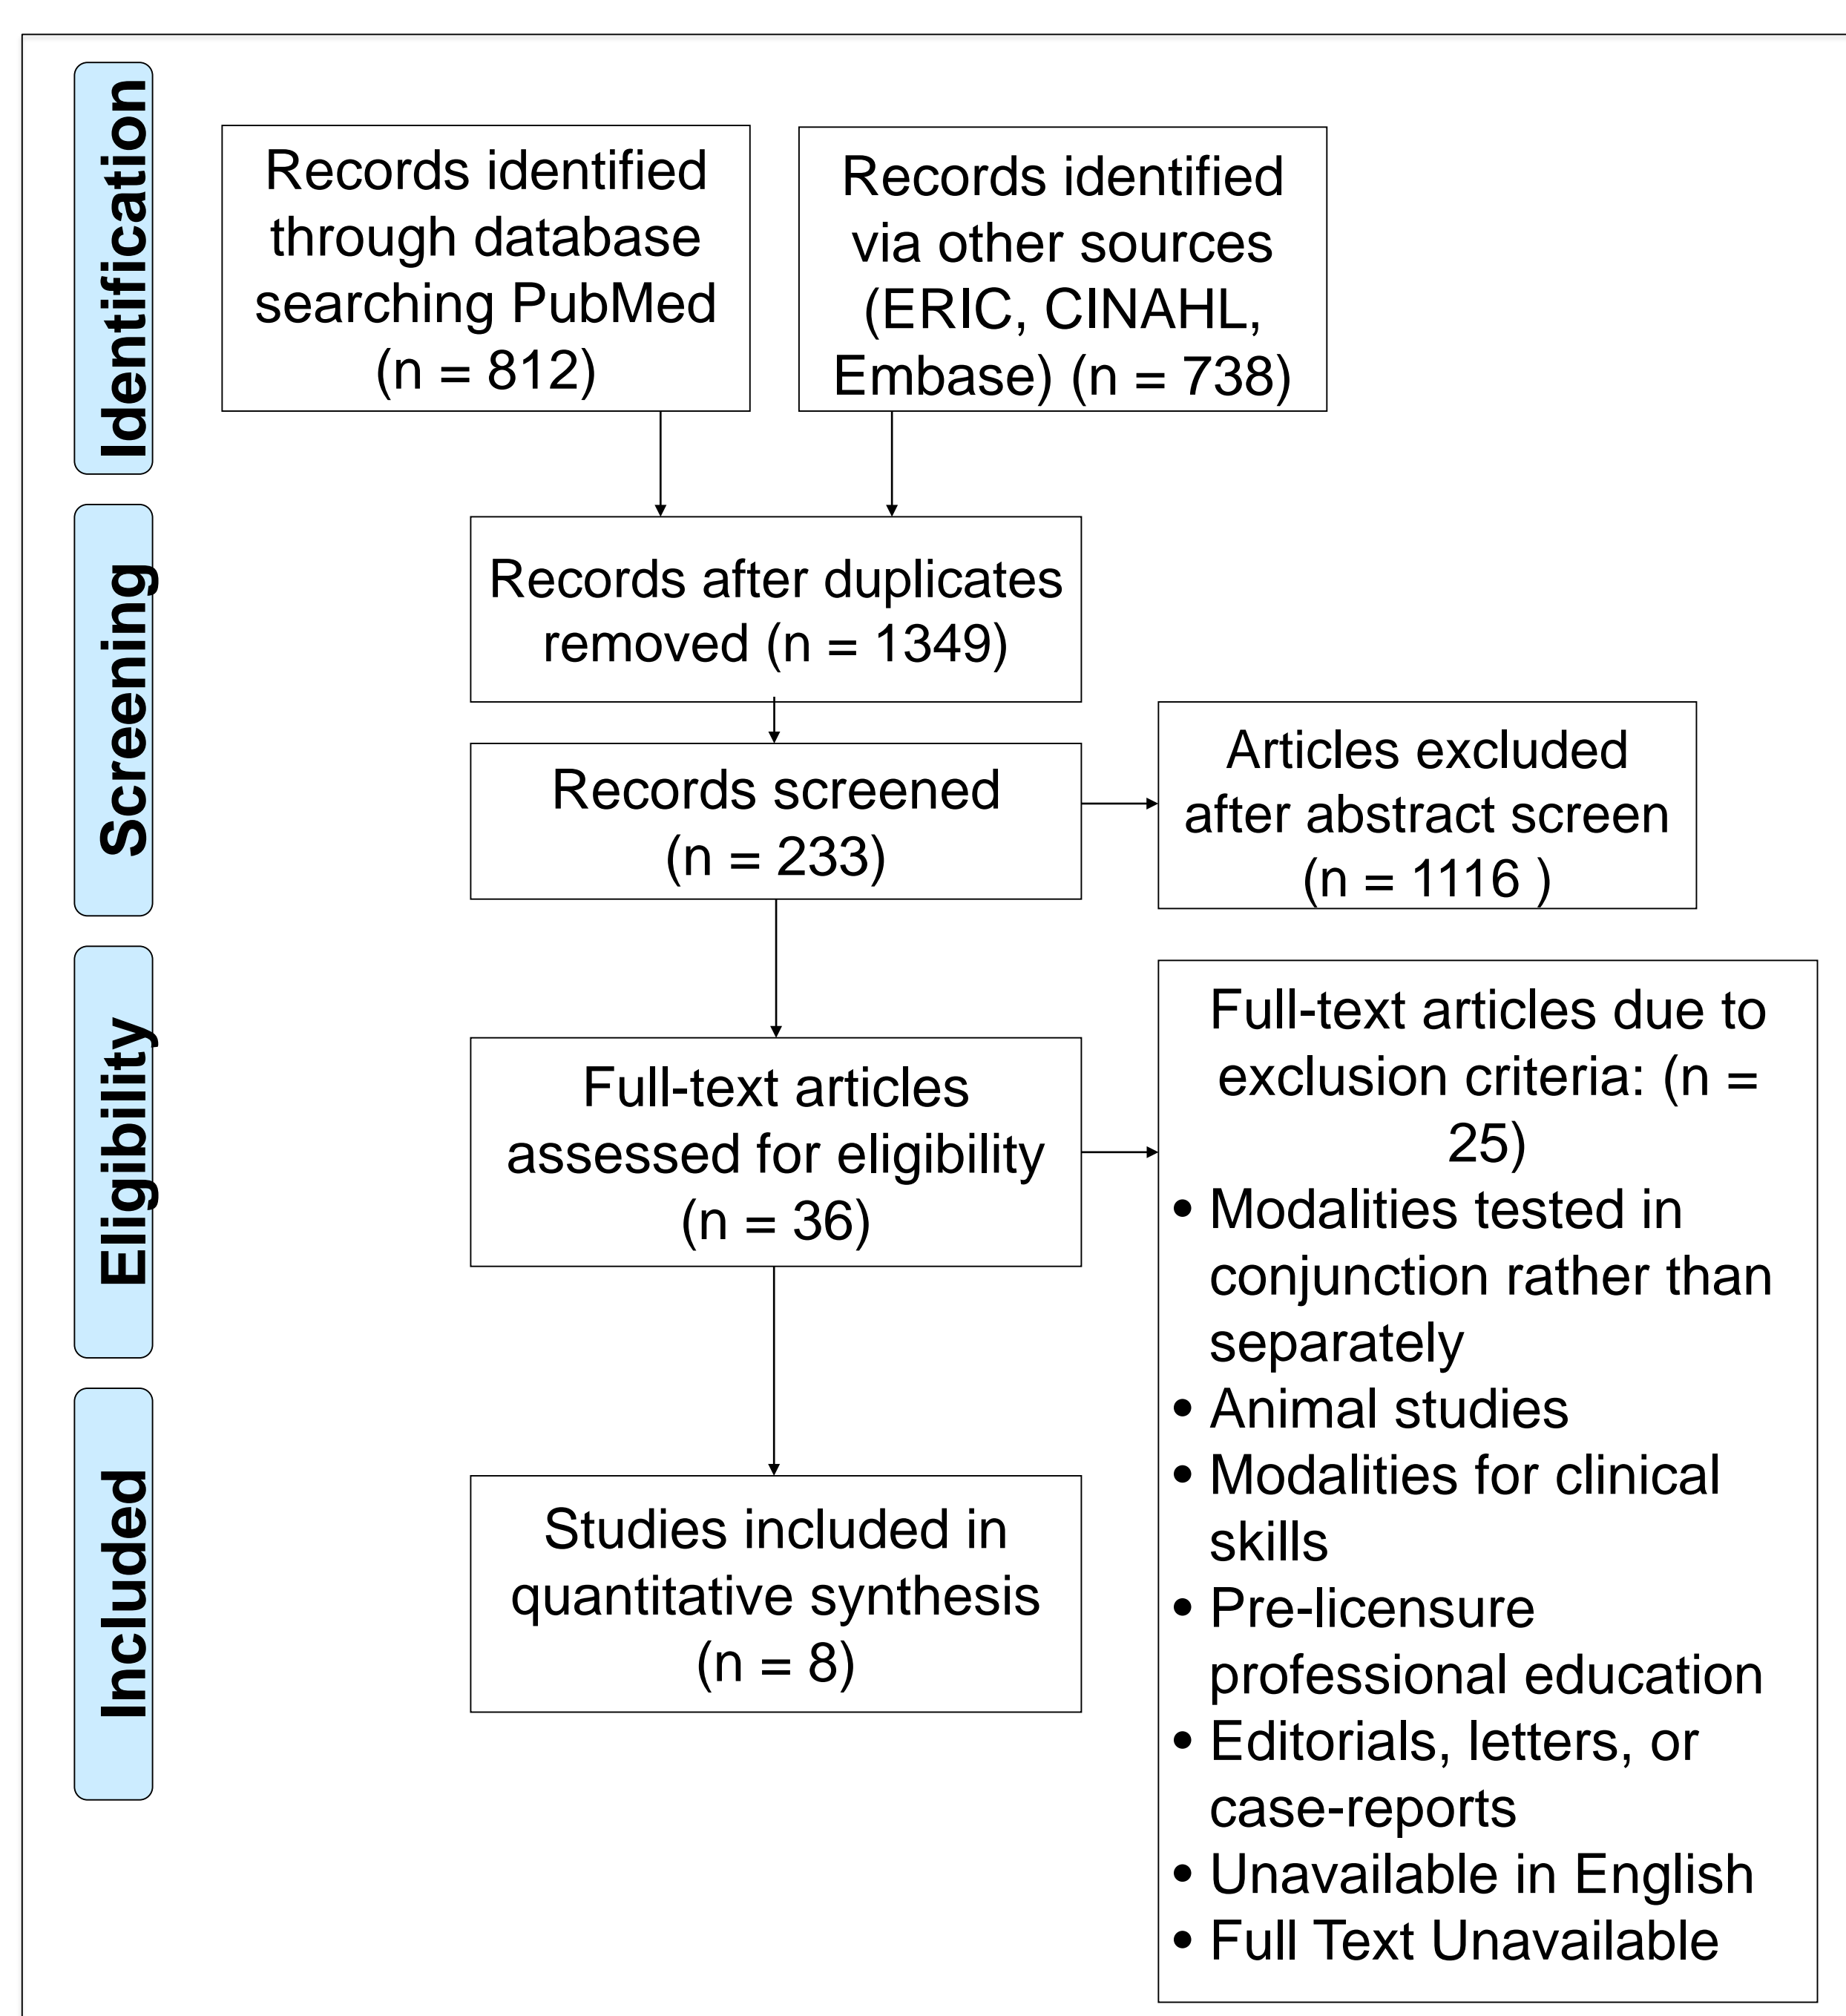 Identification
Records identified
through database
searching PubMed
(n = 812)
Records identified
via other sources
(ERIC, CINAHL,
Embase) (n = 738)
Screening
Records after duplicates
removed (n = 1349)
Records screened
(n = 233)
Articles excluded
after abstract screen
(n = 1116 )
Eligibility
Full-text articles
assessed for eligibility
(n = 36)
Full-text articles due to
exclusion criteria: (n =
25)
• Modalities tested in
conjunction rather than
separately
• Animal studies
• Modalities for clinical
skills
• Pre-licensure
professional education
• Editorials, letters, or
case-reports
• Unavailable in English
• Full Text Unavailable
Included
Studies included in
quantitative synthesis
(n = 8)